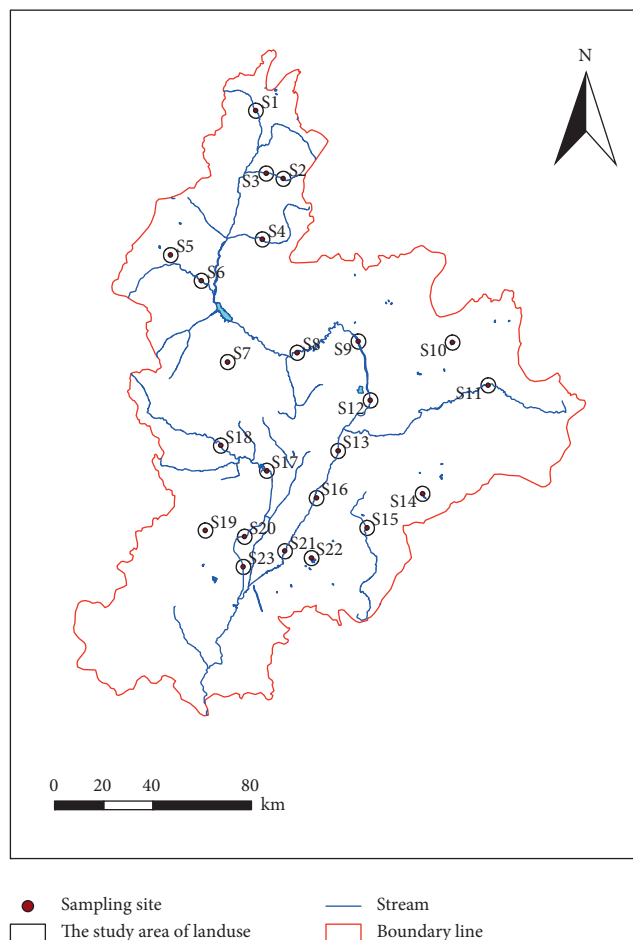 N
S1
S3
S2
S4
S5
S6
S8
S9
S10
S7
S11
S12
S18
S13
S17
S16
S14
S15
S19
S20
S21
S22
S23
0 20 40 80
km
Sampling site
Stream
The study area of landuse
Boundary line